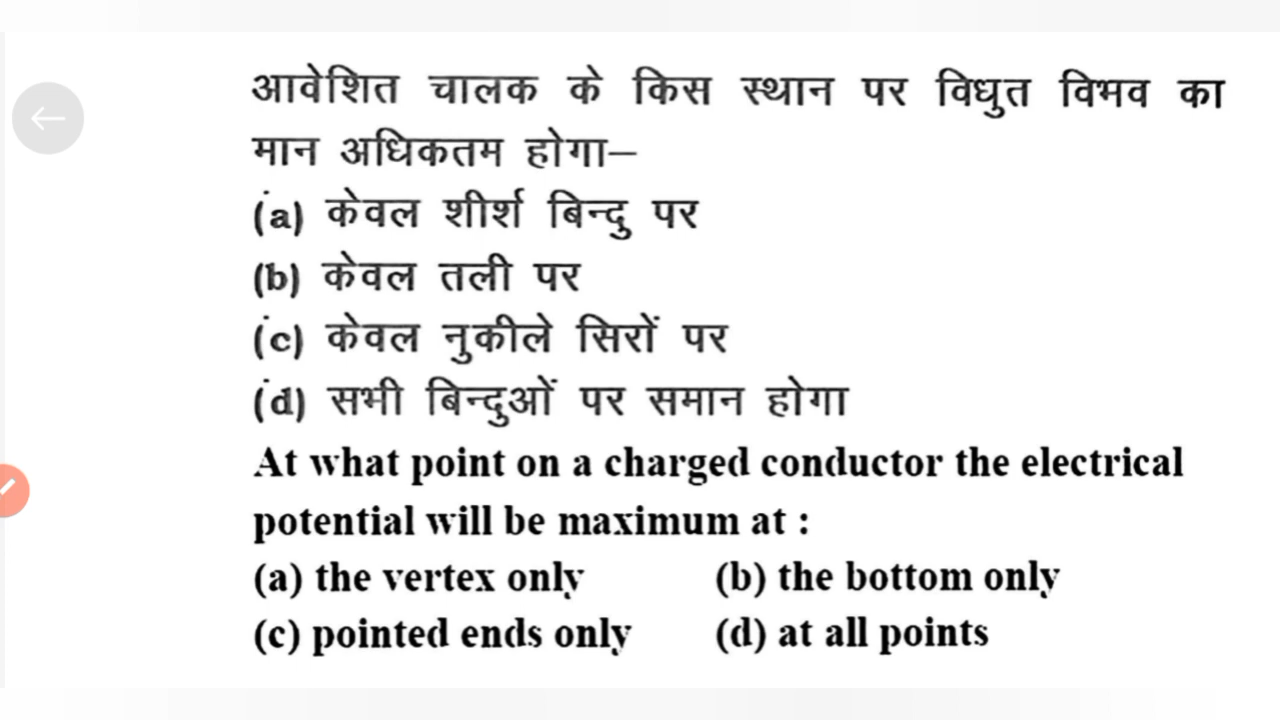 आवेशित चालक के किस स्थान पर विधुत विभव का
मान अधिकतम होगा–
(a) केवल शीर्श बिन्दु पर
(b) केवल तली पर
(c) केवल नुकीले सिरों पर
(d) सभी बिन्दुओं पर समान होगा
At what point on a charged conductor the electrical
potential will be maximum at :
(a) the vertex only (b) the bottom only
(c) pointed ends only (d) at all points